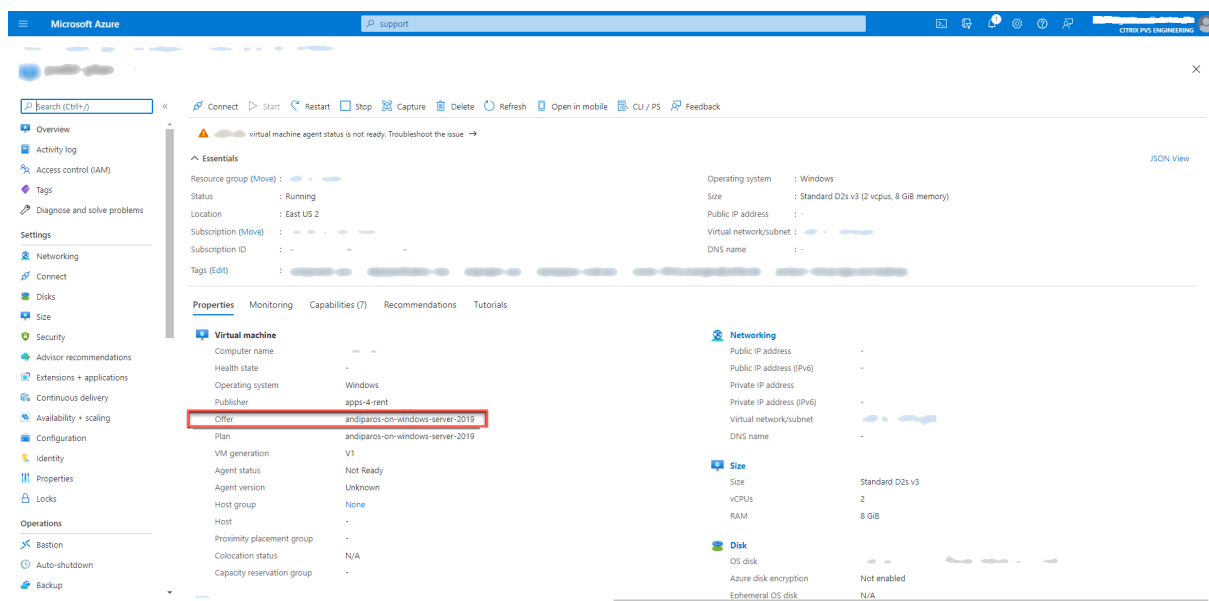 Microsoft Azure
support
1
CITRIX PVS ENGINEERING
Search (Ctrl+/)
Connect Start Restart Stop Capture Delete Refresh Open in mobile CLI / PS Feedback
Overview
Activity log
Access control (IAM)
Tags
Diagnose and solve problems
Settings
Networking
Connect
Disks
Size
Security
Advisor recommendations
Extensions + applications
Continuous delivery
Availability + scaling
Configuration
Identity
Properties
Locks
Operations
Bastion
Auto-shutdown
Backup
virtual machine agent status is not ready. Troubleshoot the issue →
Essentials
JSON View
Resource group (Move) :
Status : Running
Location : East US 2
Subscription (Move) :
Subscription ID :
Tags (Edit) :
Operating system : Windows
Size : Standard D2s v3 (2 vcpus, 8 GiB memory)
Public IP address : -
Virtual network/subnet :
DNS name : -
Properties Monitoring Capabilities (7) Recommendations Tutorials
Virtual machine
Computer name
Health state -
Operating system Windows
Publisher apps-4-rent
Offer andiparos-on-windows-server-2019
Plan andiparos-on-windows-server-2019
VM generation V1
Agent status Not Ready
Agent version Unknown
Host group None
Host -
Proximity placement group -
Colocation status N/A
Capacity reservation group -
Networking
Public IP address -
Public IP address (IPv6) -
Private IP address
Private IP address (IPv6) -
Virtual network/subnet
DNS name -
Size
Size Standard D2s v3
vCPUs 2
RAM 8 GiB
Disk
OS disk
Azure disk encryption Not enabled
Ephemeral OS disk N/A